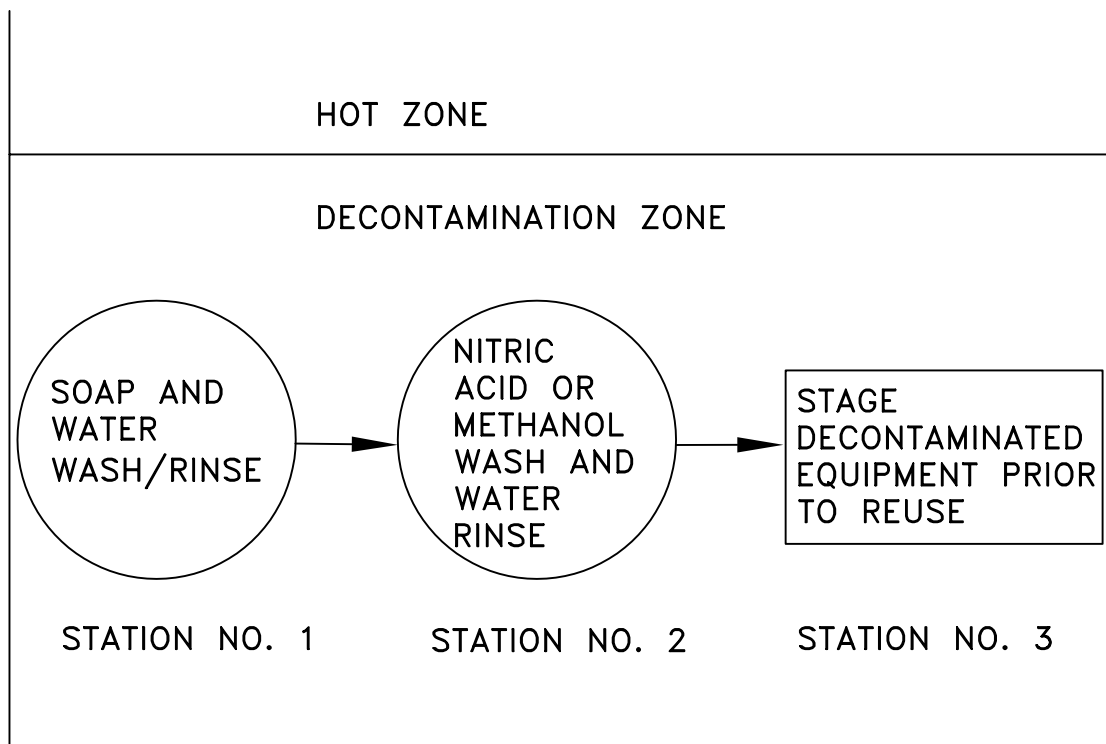 HOT ZONE
DECONTAMINATION ZONE
SOAP AND
WATER
WASH/RINSE
NITRIC
ACID OR
METHANOL
WASH AND
WATER
RINSE
STAGE
DECONTAMINATED
EQUIPMENT PRIOR
TO REUSE
STATION NO. 1
STATION NO. 2
STATION NO. 3